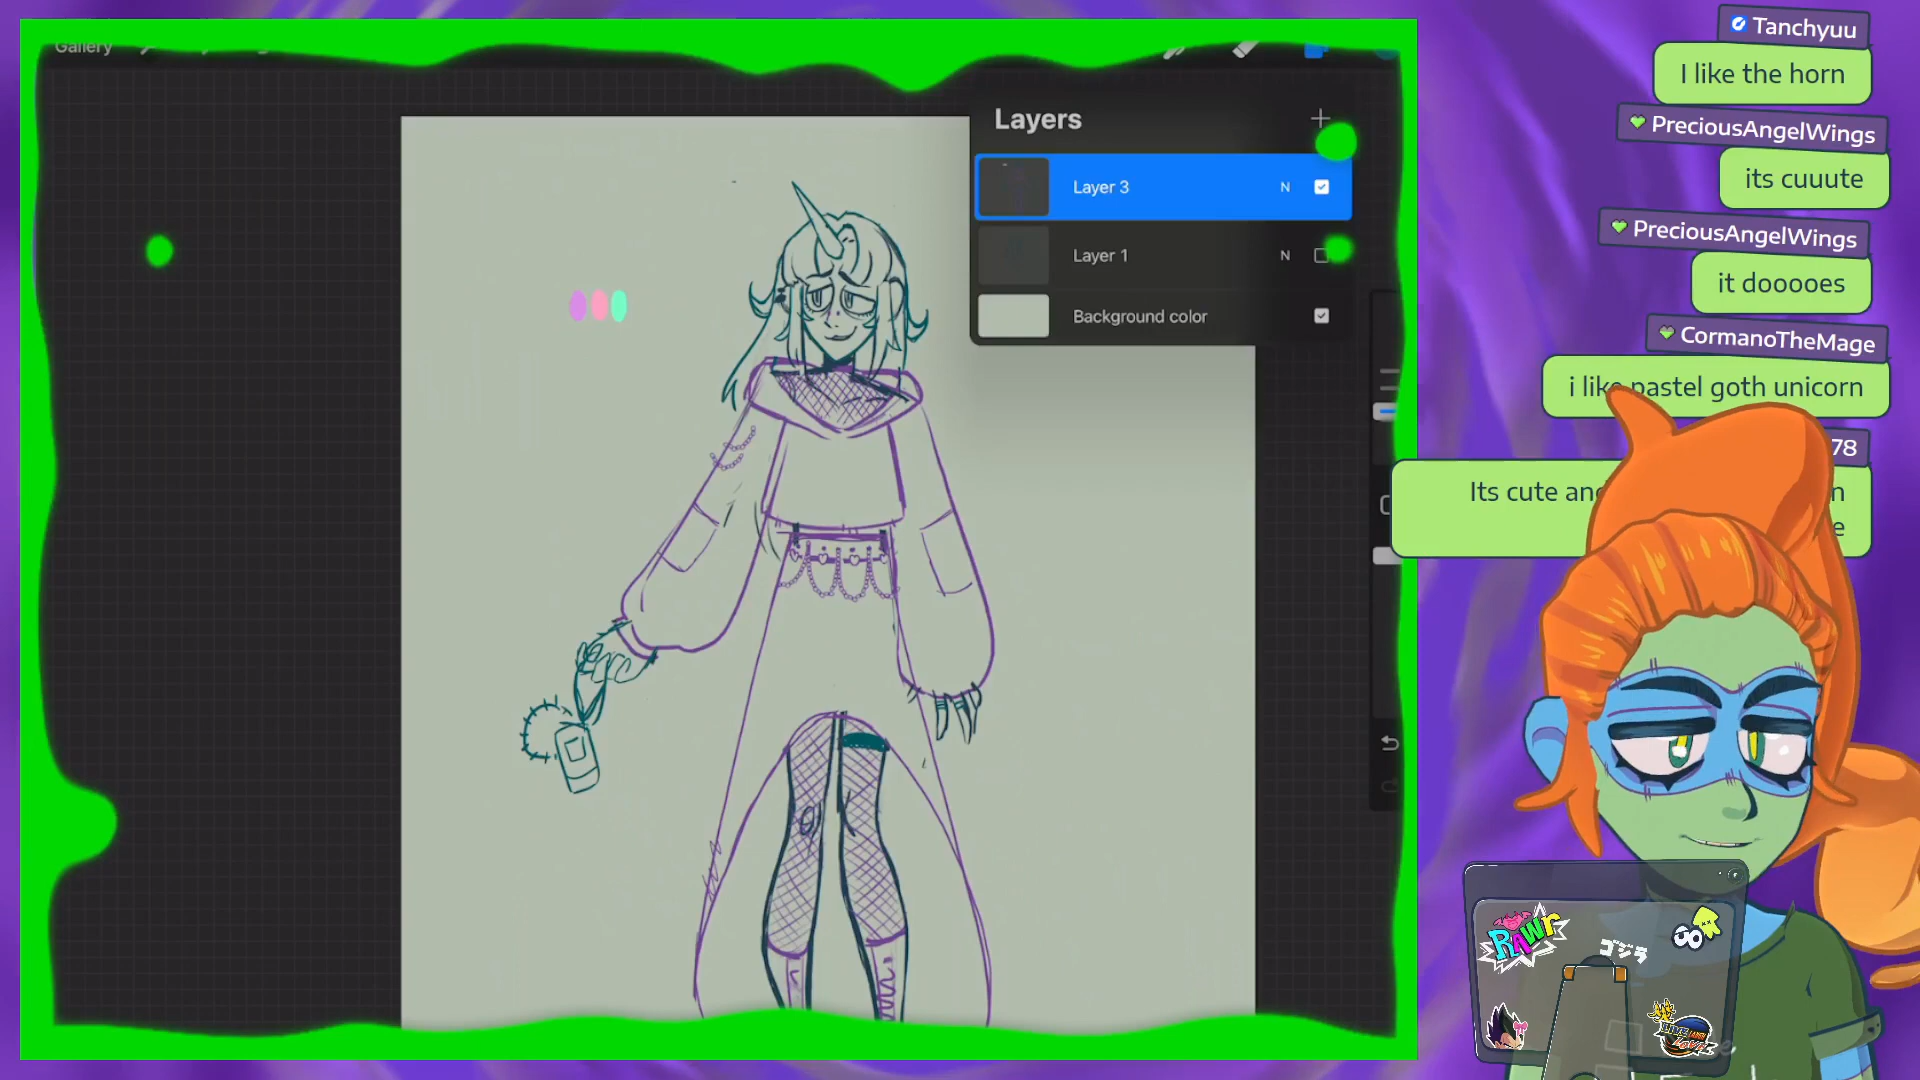 Gallery
Layers
Layer 3
N
Layer 1
N
Background color
Tanchyuu
I like the horn
PreciousAngelWings
its cuuute
PreciousAngelWings
it dooooes
CormanoTheMage
i like pastel goth unicorn
78
Its cute and
RAWr
ゴジラ